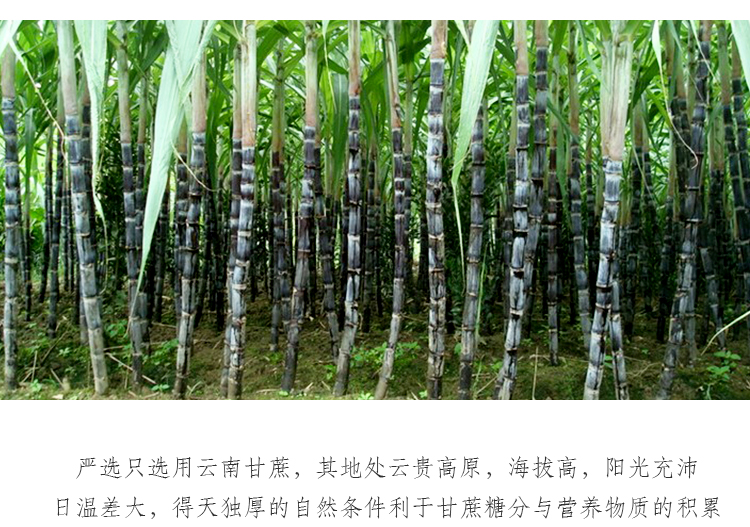 严选只选用云南甘蔗，其地处云贵高原，海拔高，阳光充沛
日温差大，得天独厚的自然条件利于甘蔗糖分与营养物质的积累